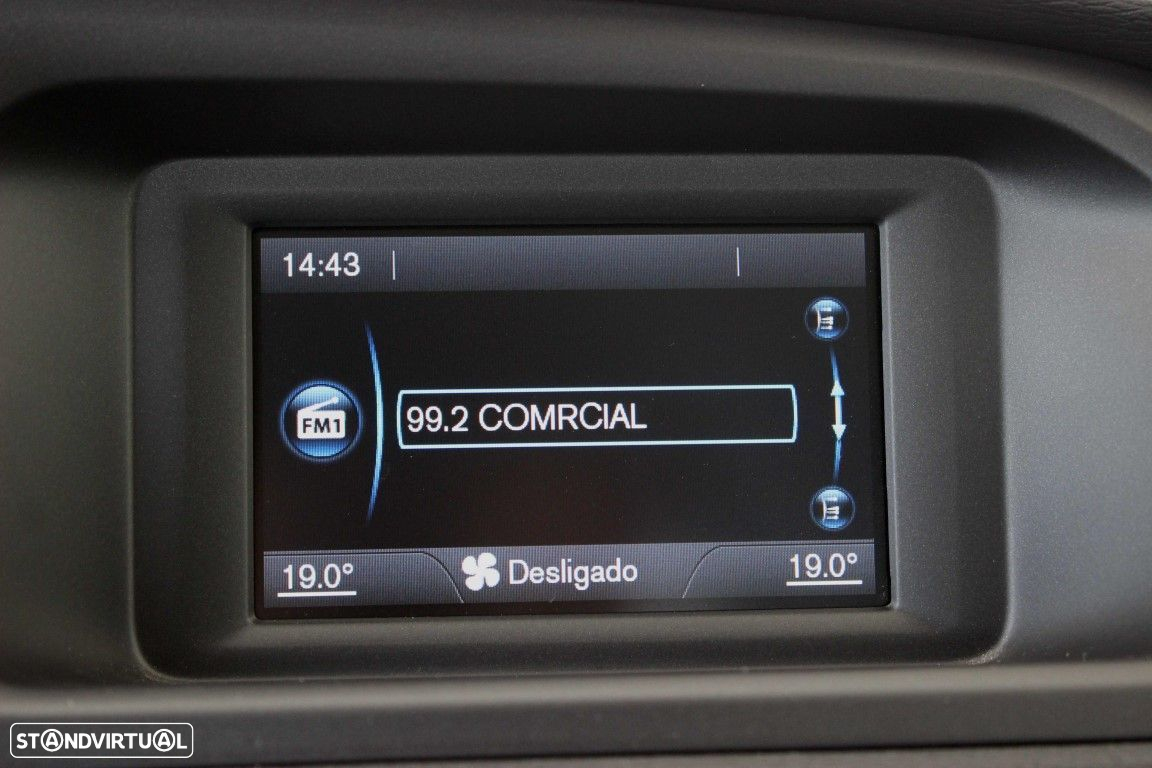 14:43
FM1
99.2 COMRCIAL
19.0°
Desligado
19.0°
STANDVIRTUAL